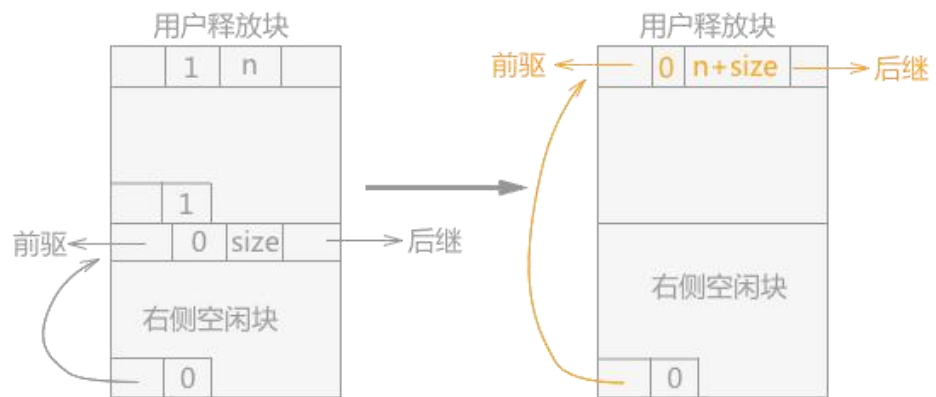 用户释放块
1 n
1
前驱 0 size 后继
右侧空闲块
0
用户释放块
前驱 0 n+size 后继
右侧空闲块
0